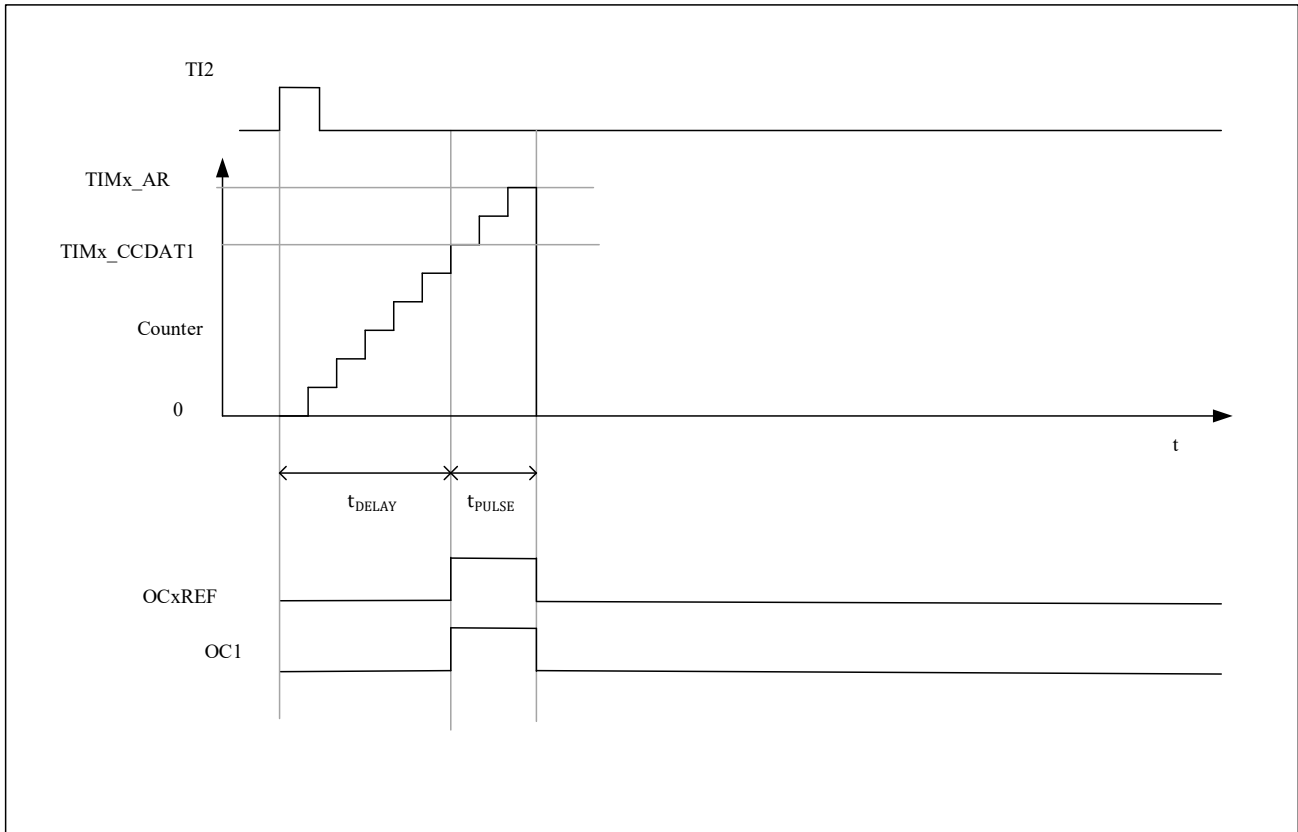 TI2
TIMx_AR
TIMx_CCDAT1
Counter
0
t
tDELAY tPULSE
OCxREF
OC1